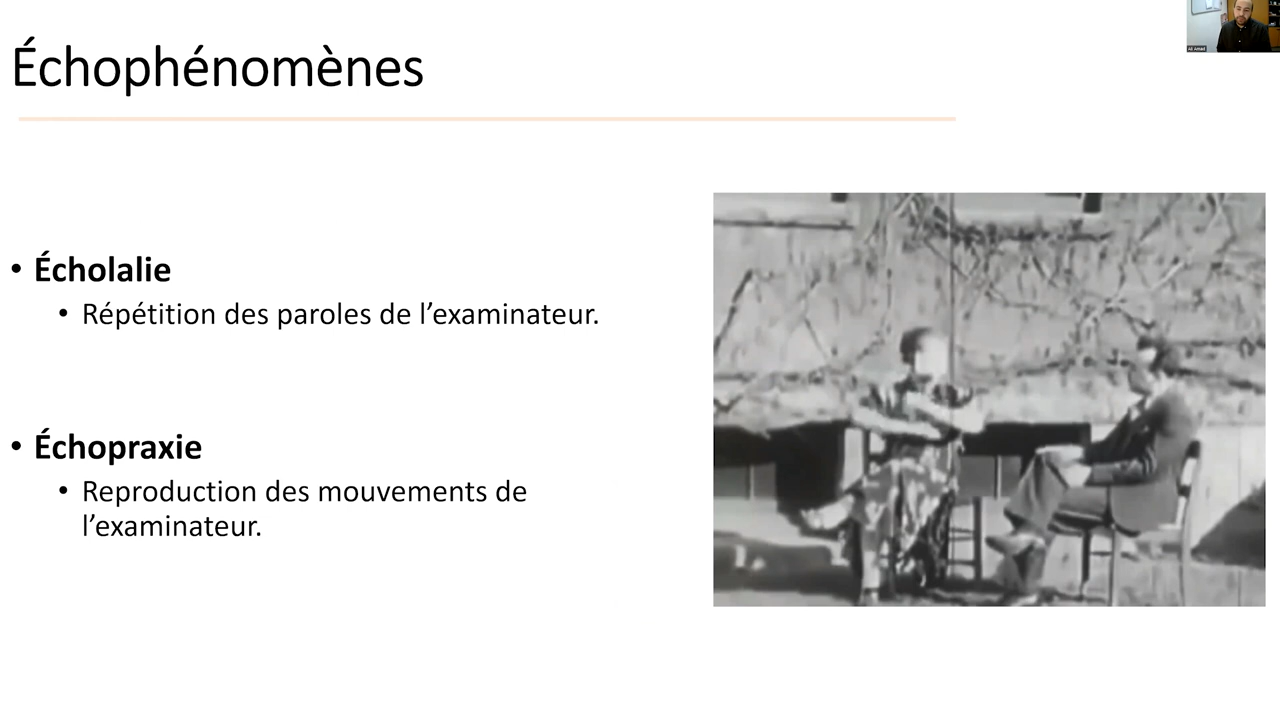 Échophénomènes
• Écholalie
• Répétition des paroles de l’examinateur.
• Échopraxie
• Reproduction des mouvements de
l’examinateur.